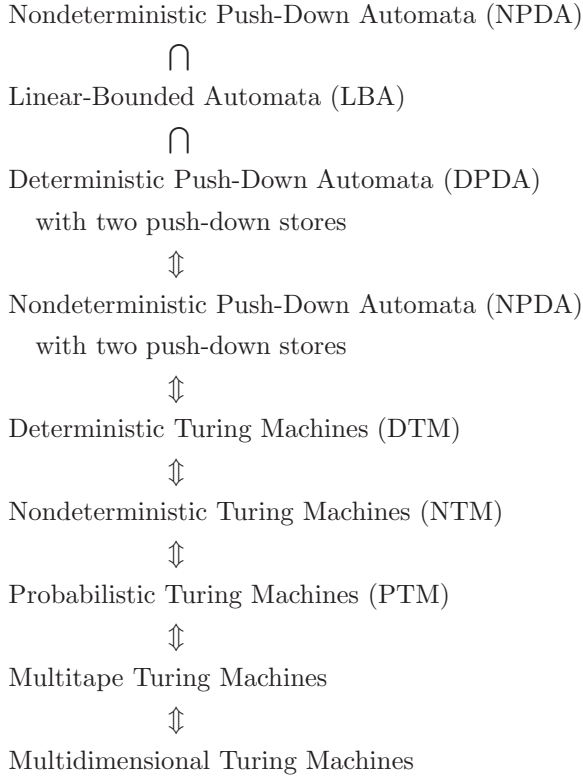 Nondeterministic Push-Down Automata (NPDA)
⋂
Linear-Bounded Automata (LBA)
⋂
Deterministic Push-Down Automata (DPDA)
with two push-down stores
⇕
Nondeterministic Push-Down Automata (NPDA)
with two push-down stores
⇕
Deterministic Turing Machines (DTM)
⇕
Nondeterministic Turing Machines (NTM)
⇕
Probabilistic Turing Machines (PTM)
⇕
Multitape Turing Machines
⇕
Multidimensional Turing Machines